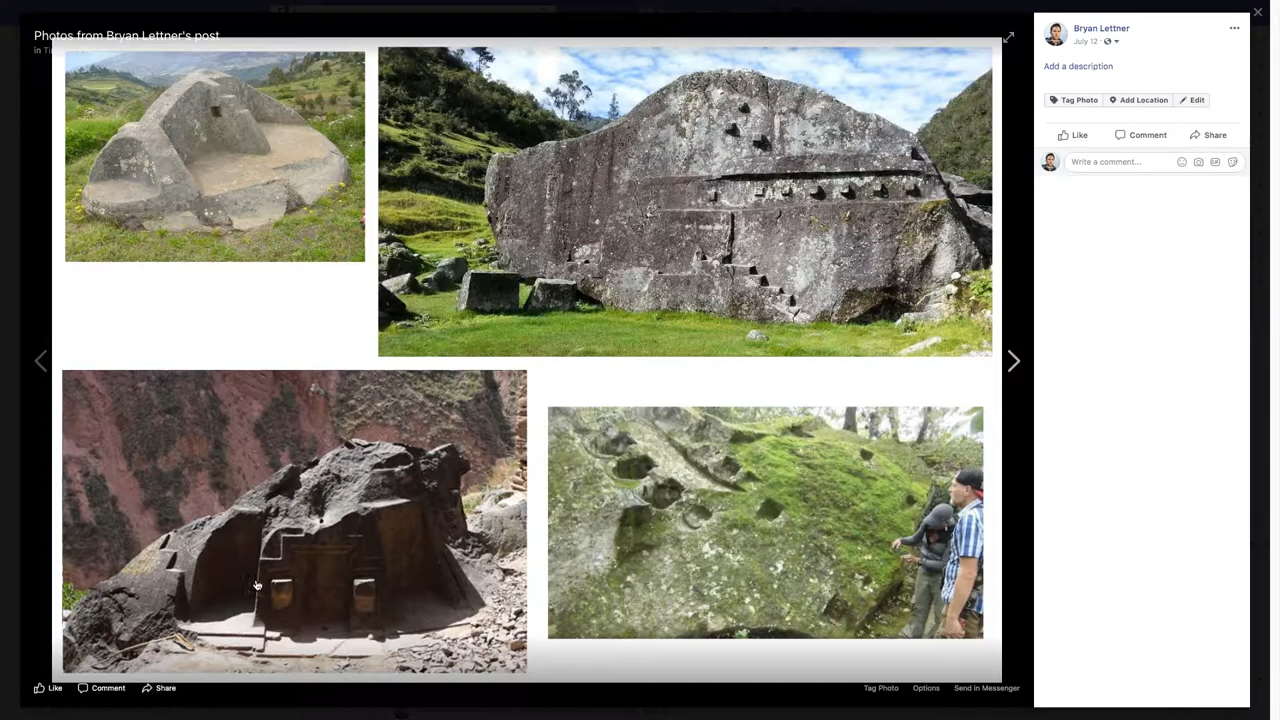 Photos from Bryan Lettner's post
in
Bryan Lettner
July 12
Add a description
Tag Photo
Add Location
Edit
Like
Comment
Share
Write a comment...
Like
Comment
Share
Tag Photo
Options
Send in Messenger